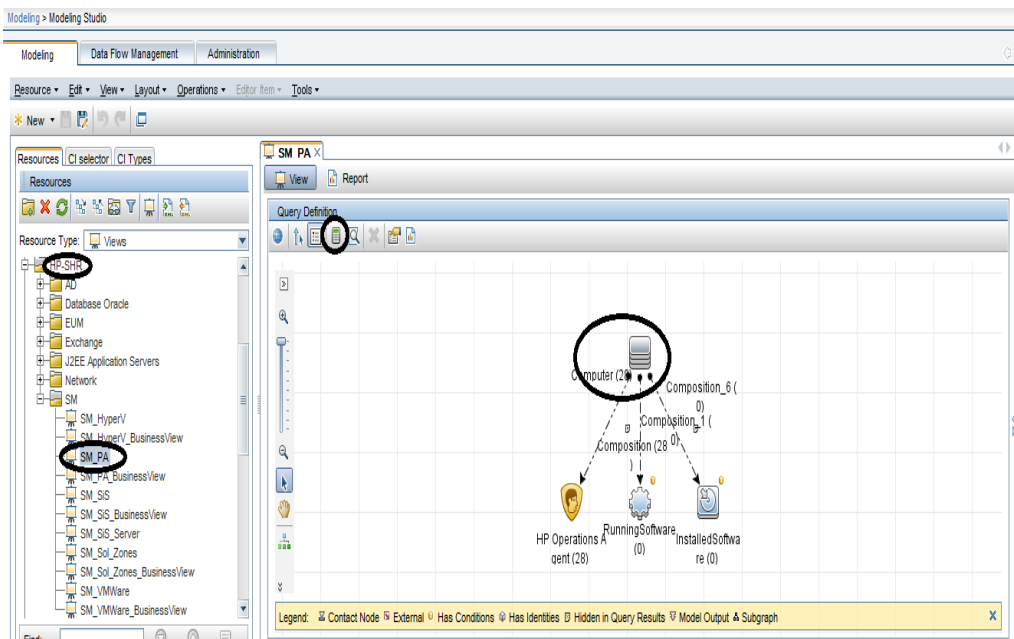 Modeling > Modeling Studio
Modeling Data Flow Management Administration
Resource Edit View Layout Operations Editor Item Tools
New
Resources CI selector CI Types
Resources
Resource Type: Views
HP-SHR
AD
Database Oracle
EUM
Exchange
J2EE Application Servers
Network
SM
SM_HyperV
SM_HyperV_BusinessView
SM_PA
SM_PA_BusinessView
SM_SiS
SM_SiS_BusinessView
SM_SiS_Server
SM_Sol_Zones
SM_Sol_Zones_BusinessView
SM_VMWare
SM_VMWare_BusinessView
Find:
SM PA
View Report
Query Definition
Computer
Composition_6 (
0)
Composition_1 (
0)
Composition (28
)
HP Operations A
gent (28)
RunningSoftware
(0)
InstalledSoftwa
re (0)
Legend: Contact Node External Has Conditions Has Identities Hidden in Query Results Model Output Subgraph